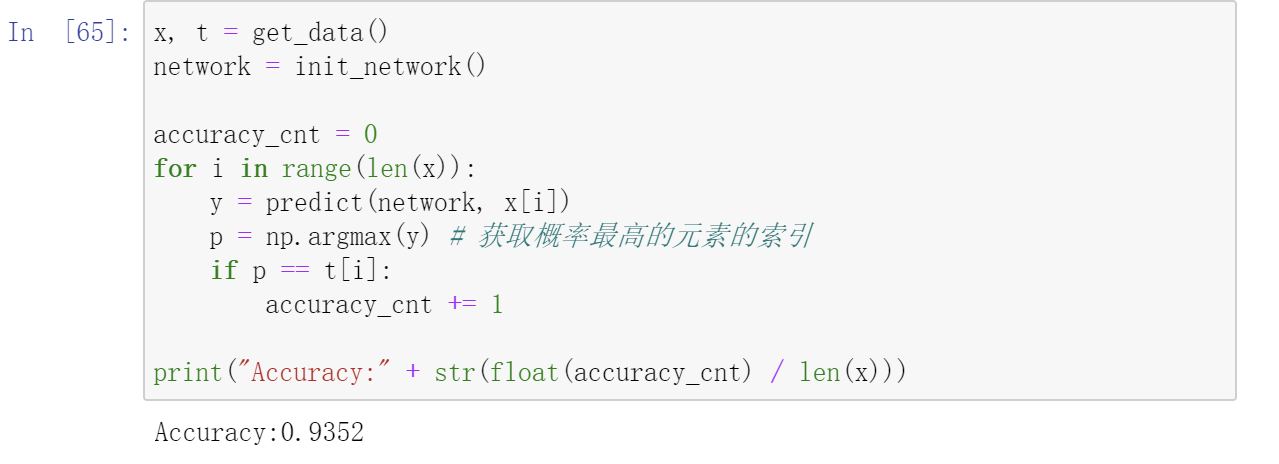 In [65]: x, t = get_data()
network = init_network()
accuracy_cnt = 0
for i in range(len(x)):
    y = predict(network, x[i])
    p = np.argmax(y) # 获取概率最高的元素的索引
    if p == t[i]:
        accuracy_cnt += 1
print("Accuracy:" + str(float(accuracy_cnt) / len(x)))
Accuracy:0.9352